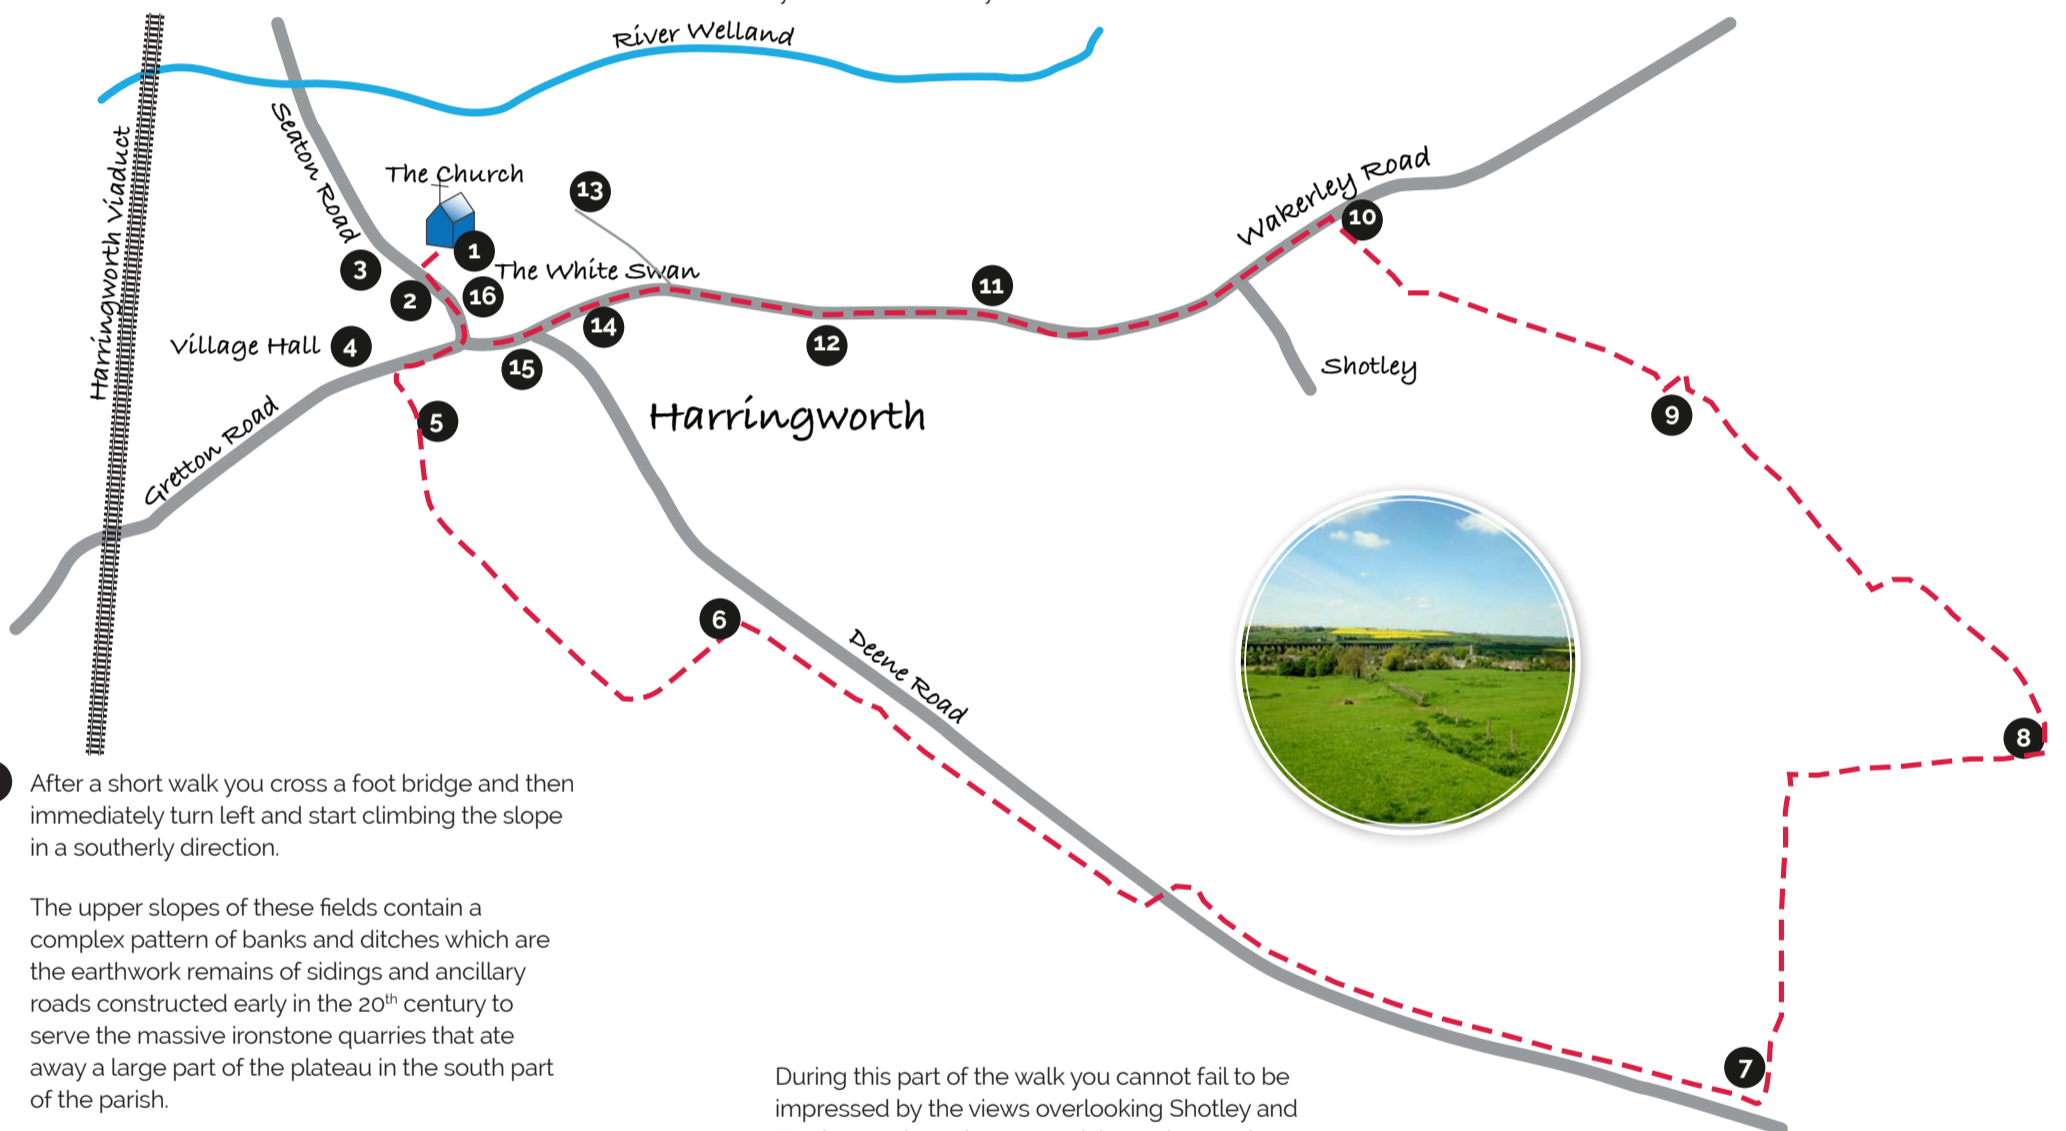 River Welland
Harringworth Viaduct
Seaton Road
The Church
13
1
3
The White Swan
2
16
Village Hall
4
14
15
5
12
11
Wakerley Road
10
Shotley
9
Harringworth
Gretton Road
6
Deene Road
8
7
After a short walk you cross a foot bridge and then
immediately turn left and start climbing the slope
in a southerly direction.
The upper slopes of these fields contain a
complex pattern of banks and ditches which are
the earthwork remains of sidings and ancillary
roads constructed early in the 20th century to
serve the massive ironstone quarries that ate
away a large part of the plateau in the south part
of the parish.
During this part of the walk you cannot fail to be
impressed by the views overlooking Shotley and